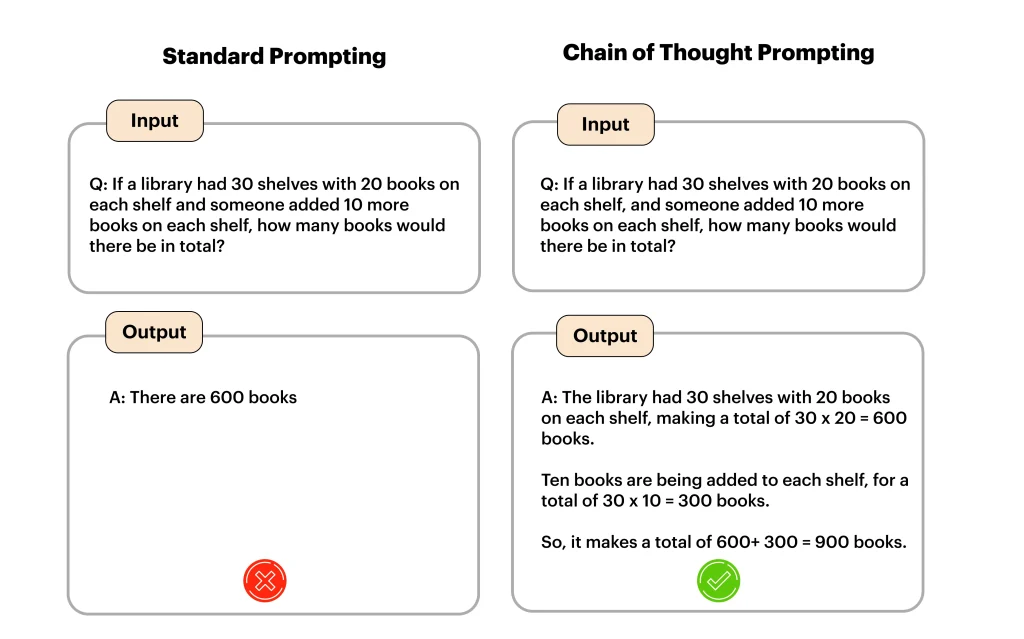 Standard Prompting
Input
Q: If a library had 30 shelves with 20 books on
each shelf and someone added 10 more
books on each shelf, how many books would
there be in total?
Output
A: There are 600 books
Chain of Thought Prompting
Input
Q: If a library had 30 shelves with 20 books on
each shelf, and someone added 10 more
books on each shelf, how many books would
there be in total?
Output
A: The library had 30 shelves with 20 books
on each shelf, making a total of 30 x 20 = 600
books.
Ten books are being added to each shelf, for a
total of 30 x 10 = 300 books.
So, it makes a total of 600+ 300 = 900 books.